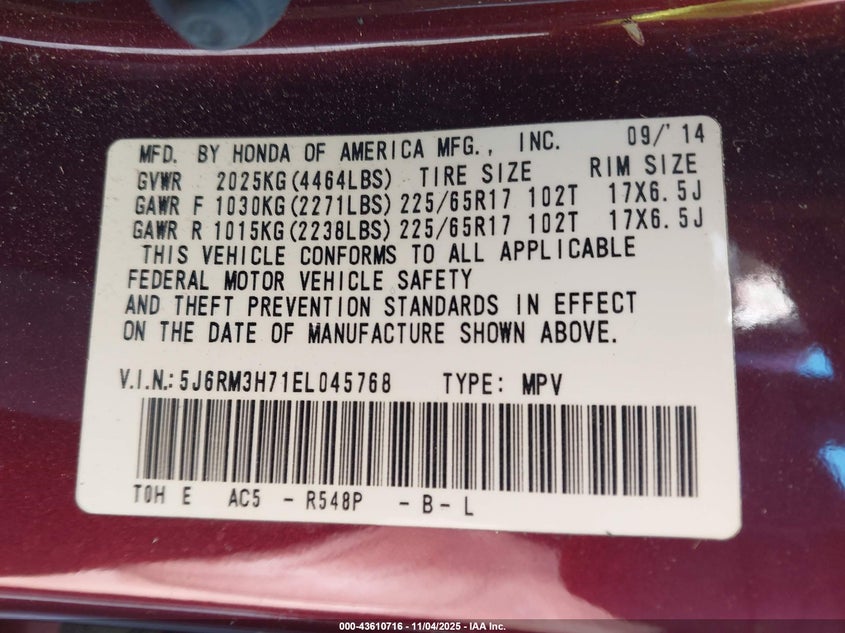 MFD. BY HONDA OF AMERICA MFG., INC. 09/'14
GVWR 2025KG(4464LBS) TIRE SIZE RIM SIZE
GAWR F 1030KG(2271LBS) 225/65R17 102T 17X6.5J
GAWR R 1015KG(2238LBS) 225/65R17 102T 17X6.5J
THIS VEHICLE CONFORMS TO ALL APPLICABLE
FEDERAL MOTOR VEHICLE SAFETY
AND THEFT PREVENTION STANDARDS IN EFFECT
ON THE DATE OF MANUFACTURE SHOWN ABOVE.
V.I.N.: 5J6RM3H71EL045768 TYPE: MPV
T0H E AC5 - R548P - B - L
000-43610716 - 11/04/2025 - IAA Inc.